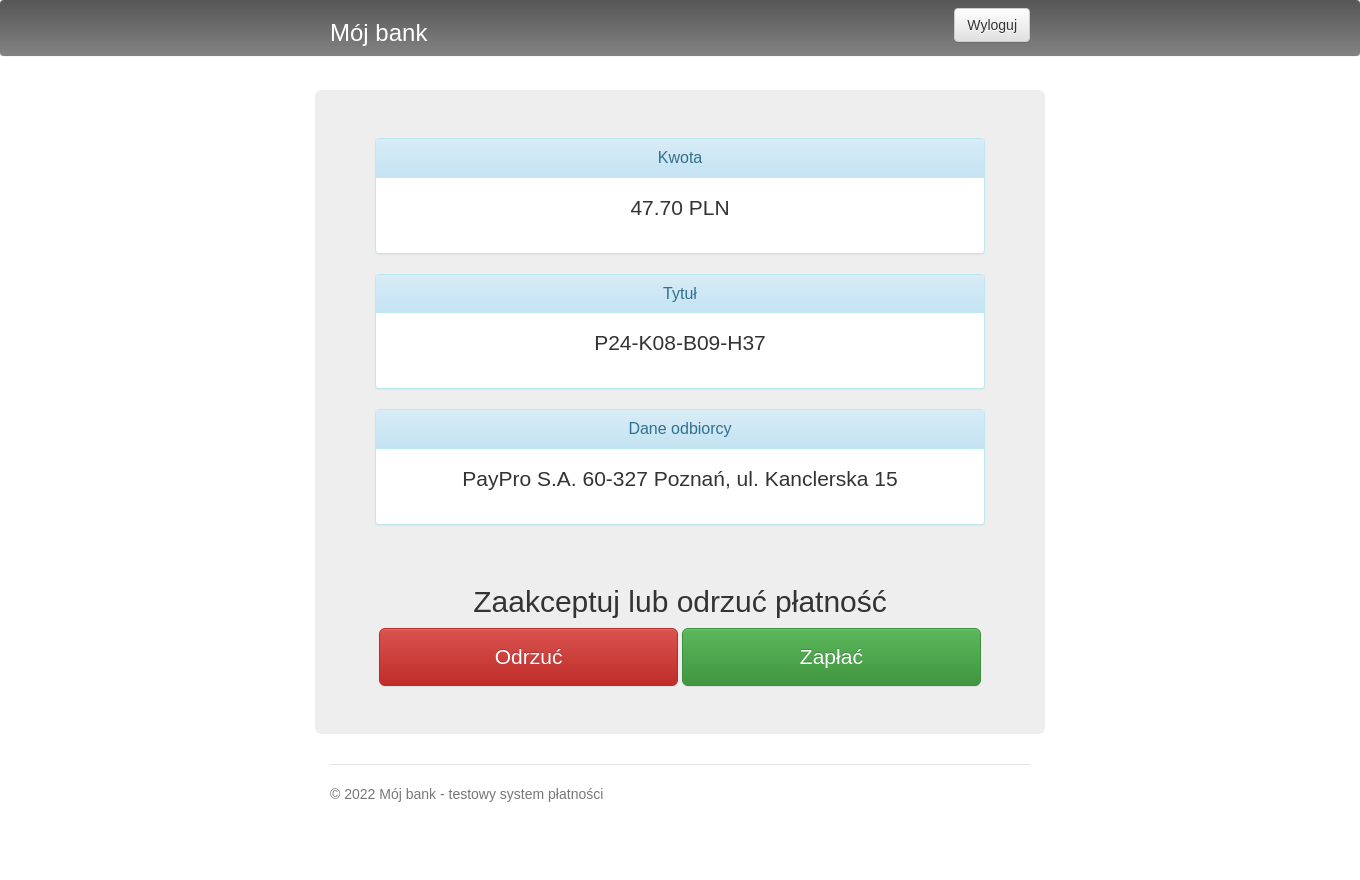 Mój bank
Wyloguj
Kwota
47.70 PLN
Tytuł
P24-K08-B09-H37
Dane odbiorcy
PayPro S.A. 60-327 Poznań, ul. Kanclerska 15
Zaakceptuj lub odrzuć płatność
Odrzuć
Zapłać
© 2022 Mój bank - testowy system płatności